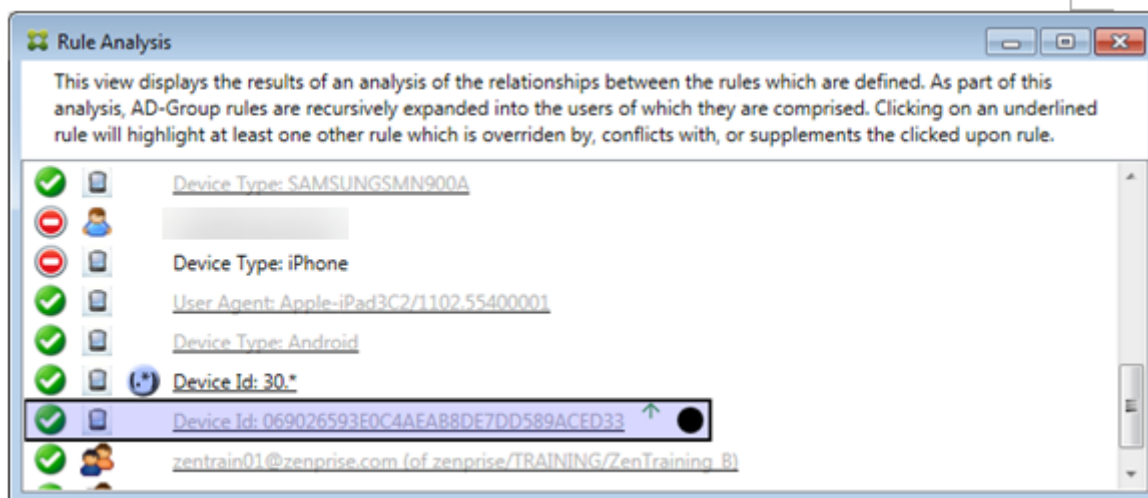 Rule Analysis
This view displays the results of an analysis of the relationships between the rules which are defined. As part of this
analysis, AD-Group rules are recursively expanded into the users of which they are comprised. Clicking on an underlined
rule will highlight at least one other rule which is overriden by, conflicts with, or supplements the clicked upon rule.
Device Type: SAMSUNGSMN900A
Device Type: iPhone
User Agent: Apple-iPad3C2/1102.55400001
Device Type: Android
(.*) Device Id: 30.*
Device Id: 069026593E0C4AEAB8DE7DD589ACED33
zentrain01@zenprise.com (of zenprise/TRAINING/ZenTraining_B)